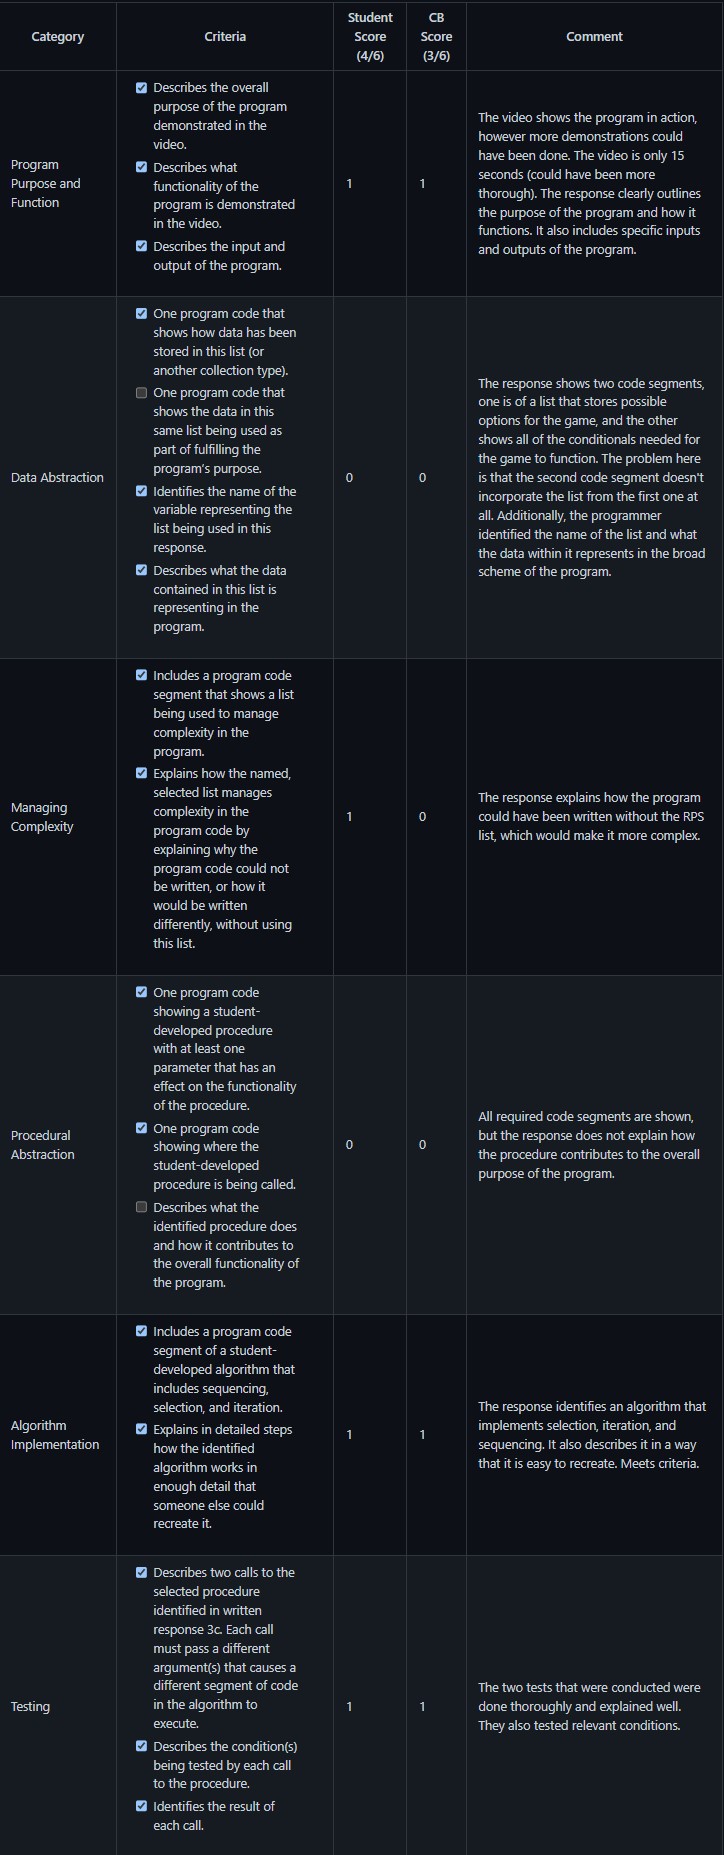 Category
Criteria
Student
Score
(4/6)
CB
Score
(3/6)
Comment
Program
Purpose and
Function
Describes the overall
purpose of the program
demonstrated in the
video.
Describes what
functionality of the
program is demonstrated
in the video.
Describes the input and
output of the program.
1
1
The video shows the program in action,
however more demonstrations could
have been done. The video is only 15
seconds (could have been more
thorough). The response clearly outlines
the purpose of the program and how it
functions. It also includes specific inputs
and outputs of the program.
Data Abstraction
One program code that
shows how data has been
stored in this list (or
another collection type).
One program code that
shows the data in this
same list being used as
part of fulfilling the
program's purpose.
Identifies the name of the
variable representing the
list being used in this
response.
Describes what the data
contained in this list is
representing in the
program.
0
0
The response shows two code segments,
one is of a list that stores possible
options for the game, and the other
shows all of the conditionals needed for
the game to function. The problem here
is that the second code segment doesn't
incorporate the list from the first one at
all. Additionally, the programmer
identified the name of the list and what
the data within it represents in the broad
scheme of the program.
Managing
Complexity
Includes a program code
segment that shows a list
being used to manage
complexity in the
program.
Explains how the named,
selected list manages
complexity in the
program code by
explaining why the
program code could not
be written, or how it
would be written
differently, without using
this list.
1
0
The response explains how the program
could have been written without the RPS
list, which would make it more complex.
Procedural
Abstraction
One program code
showing a student-
developed procedure
with at least one
parameter that has an
effect on the functionality
of the procedure.
One program code
showing where the
student-developed
procedure is being called.
Describes what the
identified procedure does
and how it contributes to
the overall functionality of
the program.
0
0
All required code segments are shown,
but the response does not explain how
the procedure contributes to the overall
purpose of the program.
Algorithm
Implementation
Includes a program code
segment of a student-
developed algorithm that
includes sequencing,
selection, and iteration.
Explains in detailed steps
how the identified
algorithm works in
enough detail that
someone else could
recreate it.
1
1
The response identifies an algorithm that
implements selection, iteration, and
sequencing. It also describes it in a way
that it is easy to recreate. Meets criteria.
Testing
Describes two calls to the
selected procedure
identified in written
response 3c. Each call
must pass a different
argument(s) that causes a
different segment of code
in the algorithm to
execute.
Describes the condition(s)
being tested by each call
to the procedure.
Identifies the result of
each call.
1
1
The two tests that were conducted were
done thoroughly and explained well.
They also tested relevant conditions.